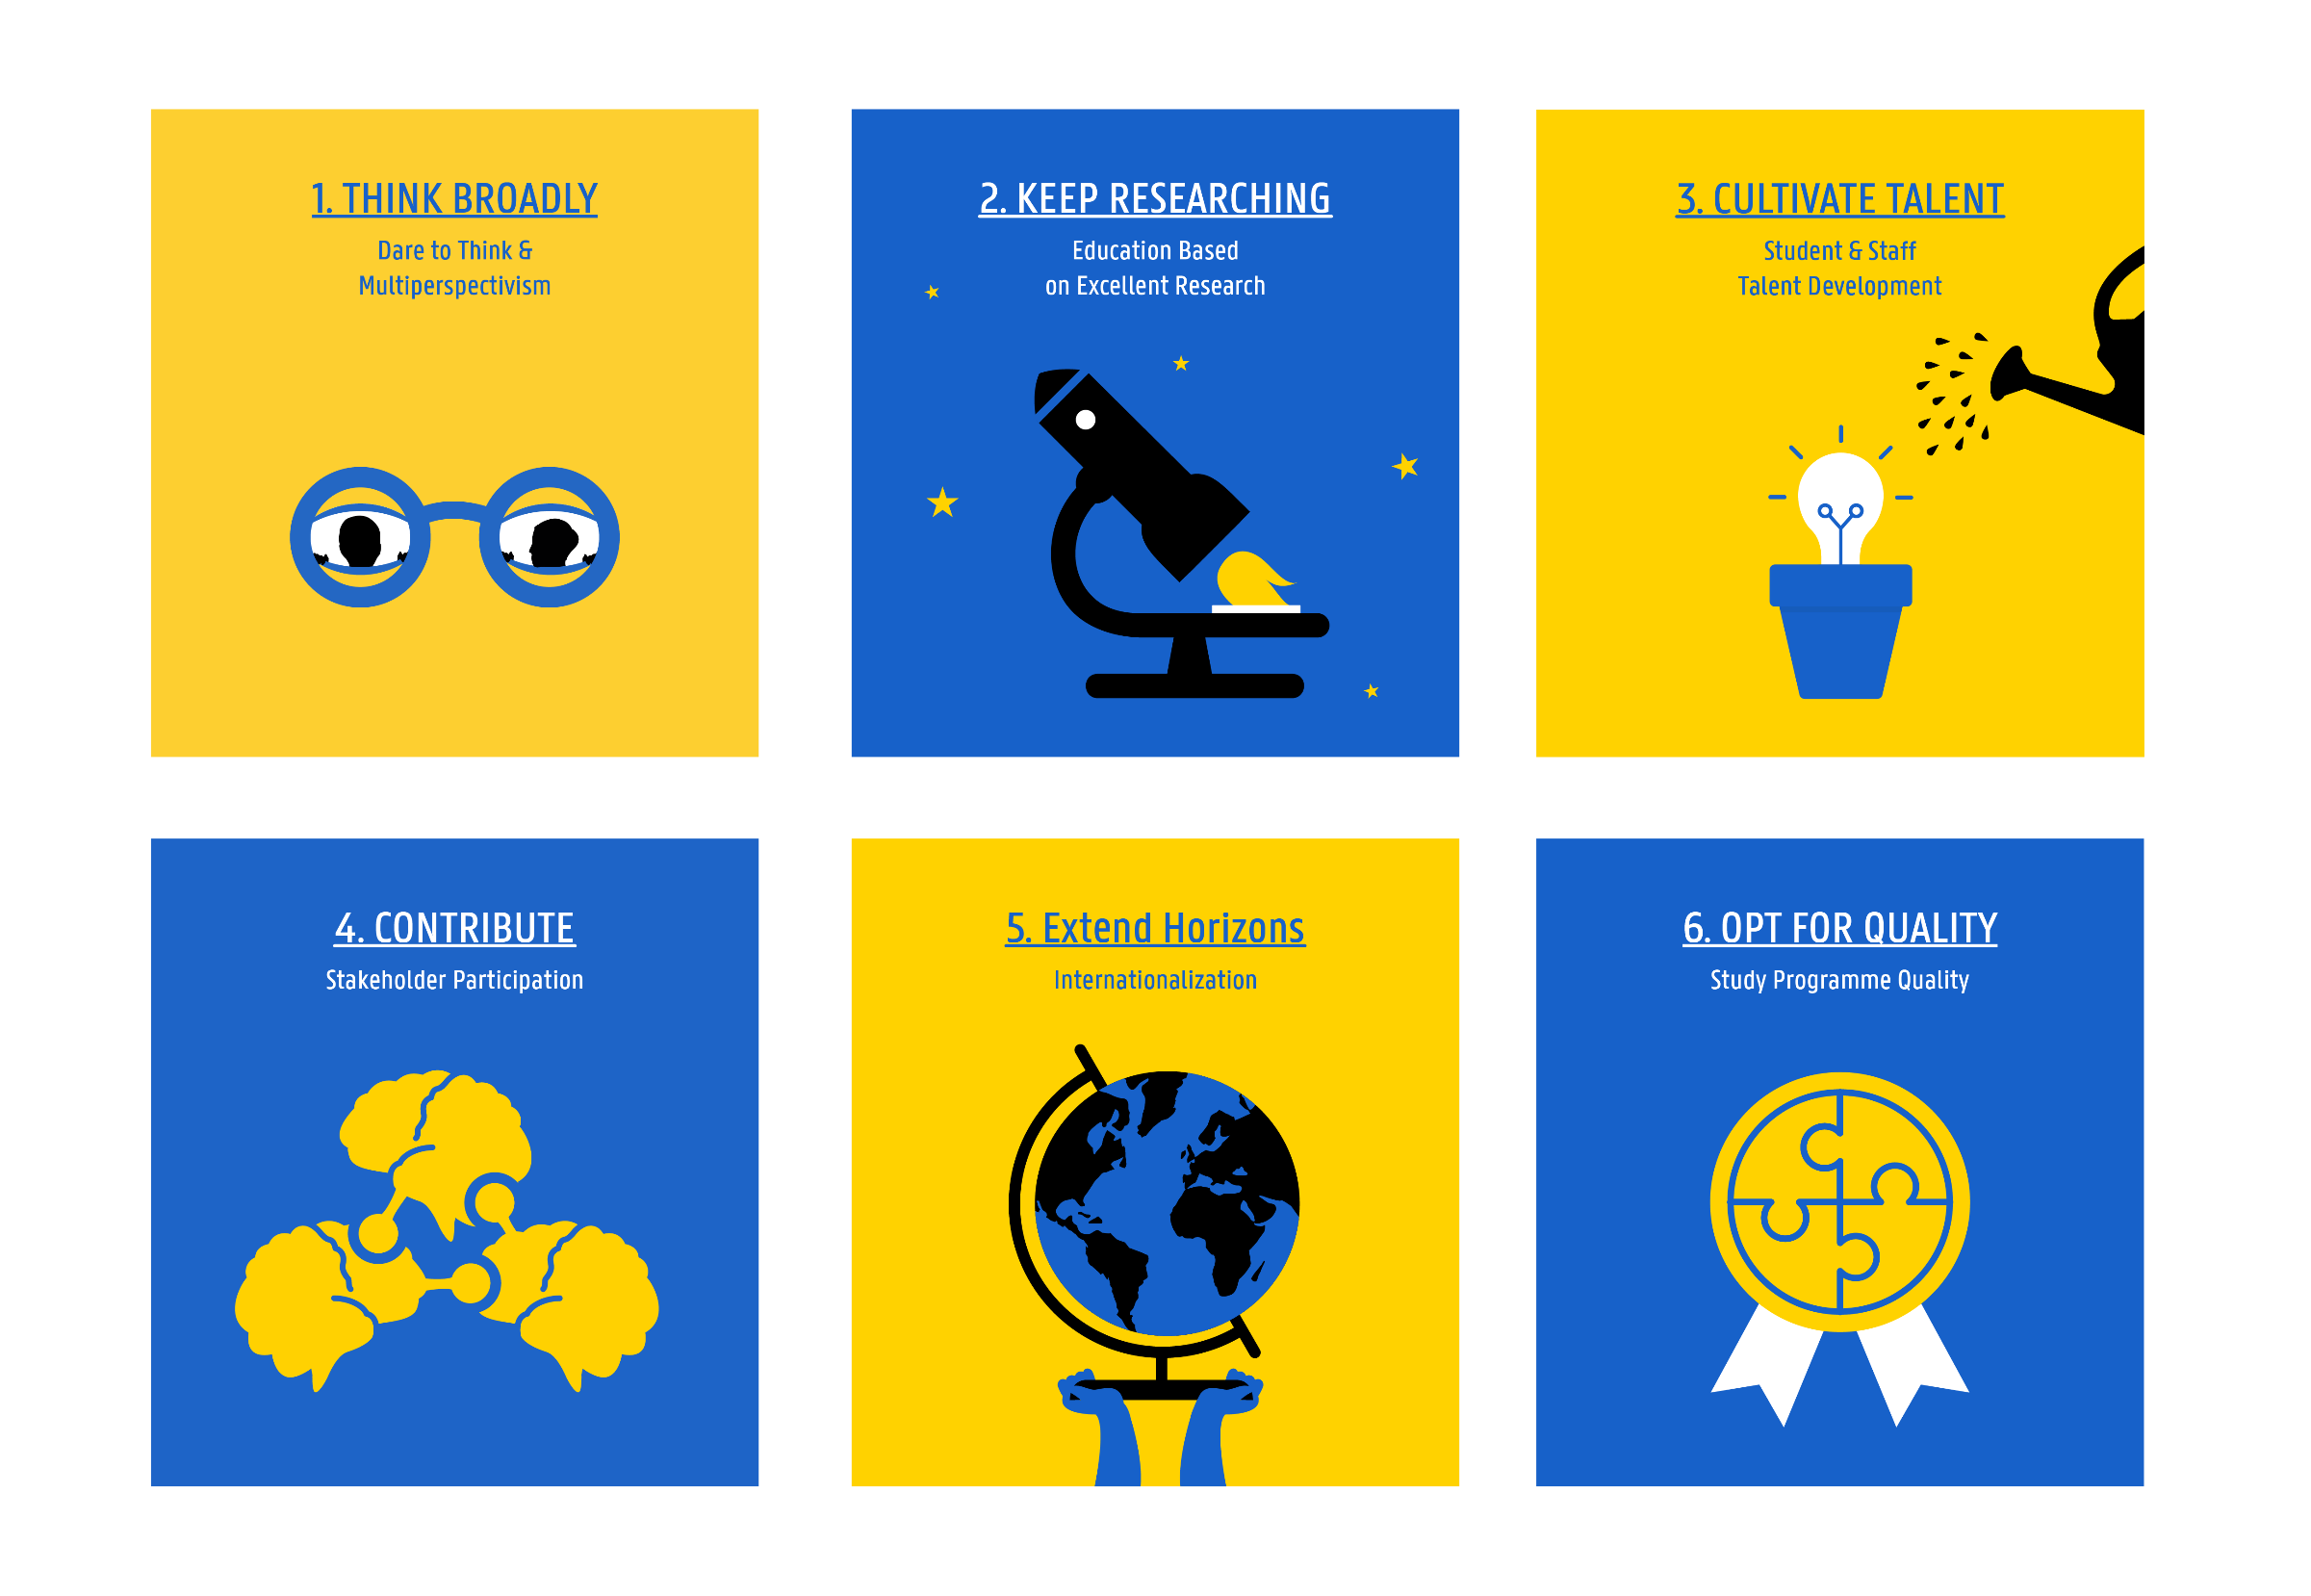 1. THINK BROADLY
Dare to Think &
Multiperspectivism
2. KEEP RESEARCHING
Education Based
on Excellent Research
3. CULTIVATE TALENT
Student & Staff
Talent Development
4. CONTRIBUTE
Stakeholder Participation
5. Extend Horizons
Internationalization
6. OPT FOR QUALITY
Study Programme Quality